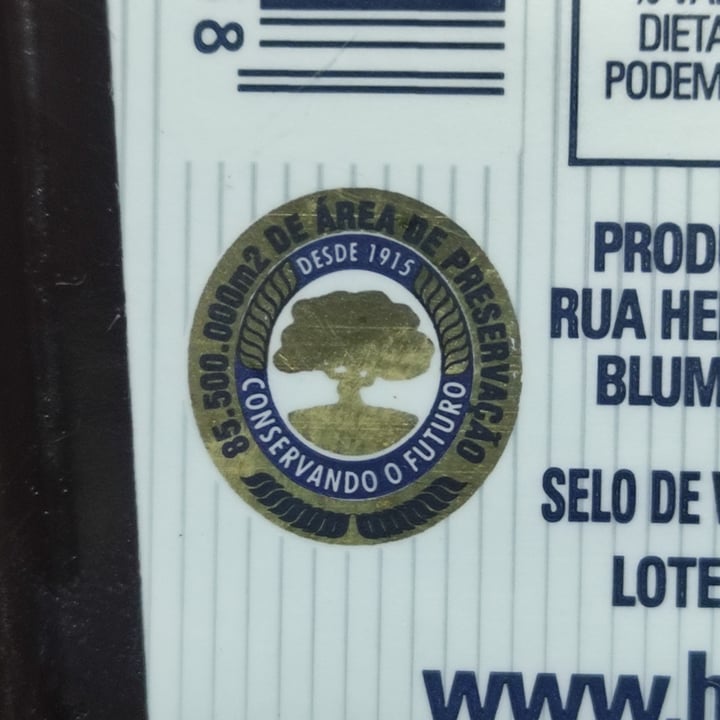 8
DIETA
PODEM
85.500.000m2 DE ÁREA DE PRESERVAÇÃO
DESDE 1915
CONSERVANDO O FUTURO
PRODU
RUA HE
BLUM
SELO DE
LOTE
www.h